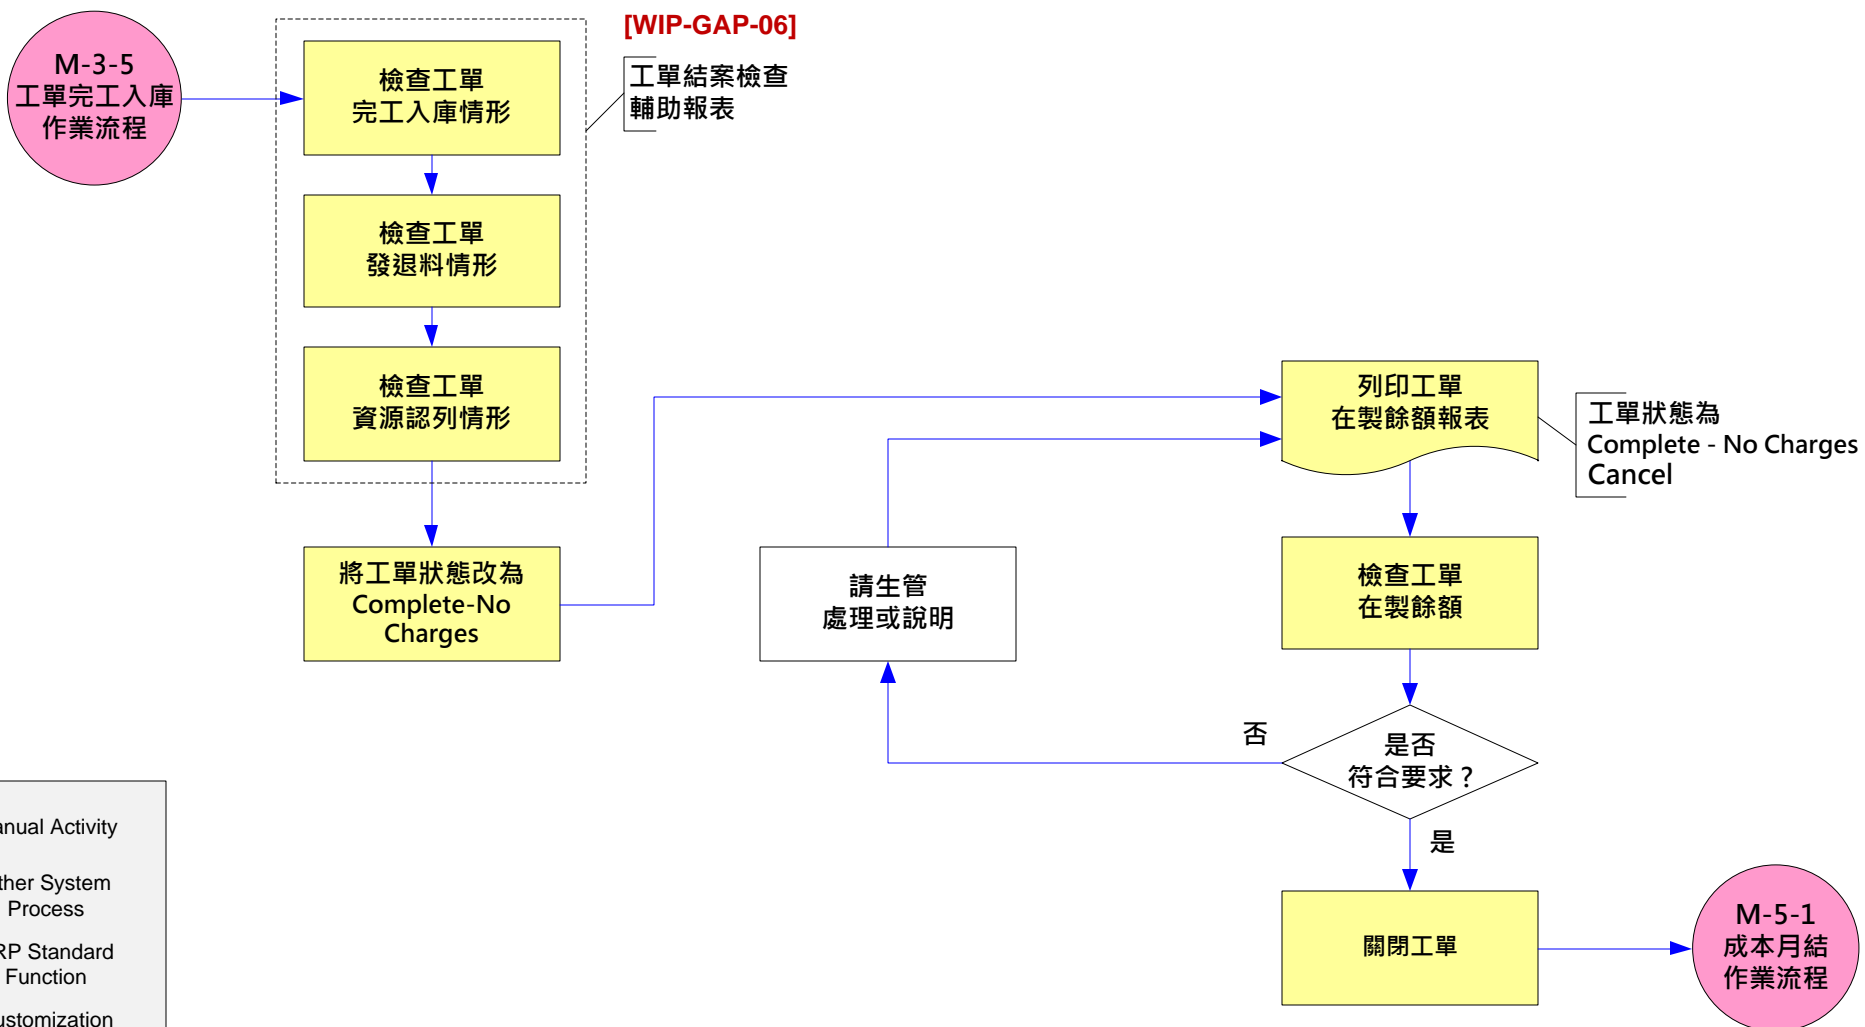 M-3-5
工單完工入庫
作業流程
檢查工單
完工入庫情形
[WIP-GAP-06]
工單結案檢查
輔助報表
檢查工單
發退料情形
檢查工單
資源認列情形
將工單狀態改為
Complete-No
Charges
請生管
處理或說明
列印工單
在製餘額報表
工單狀態為
Complete - No Charges
Cancel
檢查工單
在製餘額
是否
符合要求？
否
是
關閉工單
M-5-1
成本月結
作業流程
anual Activity
ther System
Process
RP Standard
Function
ustomization